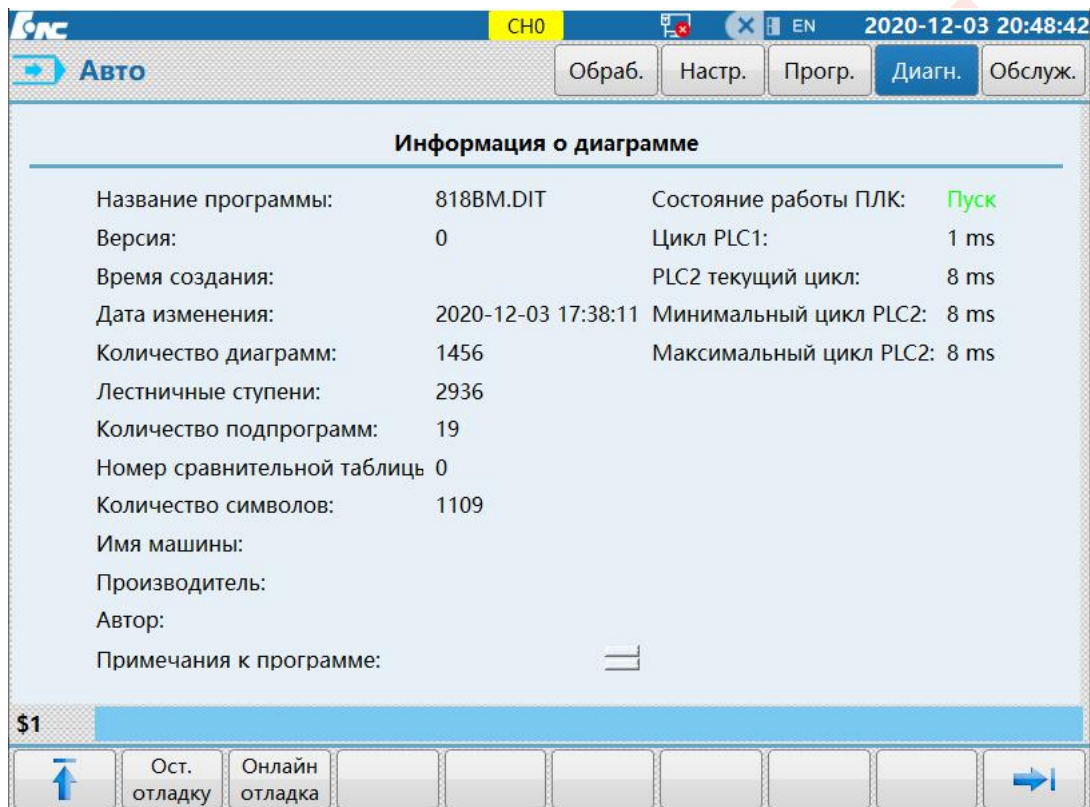 CH0 EN 2020-12-03 20:48:42
Авто Обраб. Настр. Прогр. Диагн. Обслуж.
Информация о диаграмме
Название программы: 818BM.DIT Состояние работы ПЛК: Пуск
Версия: 0 Цикл PLC1: 1 ms
Время создания: PLC2 текущий цикл: 8 ms
Дата изменения: 2020-12-03 17:38:11 Минимальный цикл PLC2: 8 ms
Количество диаграмм: 1456 Максимальный цикл PLC2: 8 ms
Лестничные ступени: 2936
Количество подпрограмм: 19
Номер сравнительной таблицы 0
Количество символов: 1109
Имя машины:
Производитель:
Автор:
Примечания к программе:
$1
Ост. Онлайн
отладку отладка